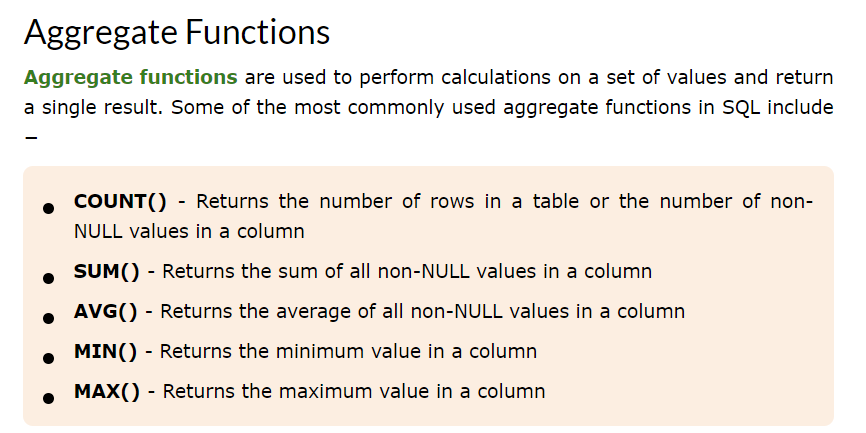 Aggregate Functions
Aggregate functions are used to perform calculations on a set of values and return
a single result. Some of the most commonly used aggregate functions in SQL include
–
• COUNT() - Returns the number of rows in a table or the number of non-
NULL values in a column
• SUM() - Returns the sum of all non-NULL values in a column
• AVG() - Returns the average of all non-NULL values in a column
• MIN() - Returns the minimum value in a column
• MAX() - Returns the maximum value in a column